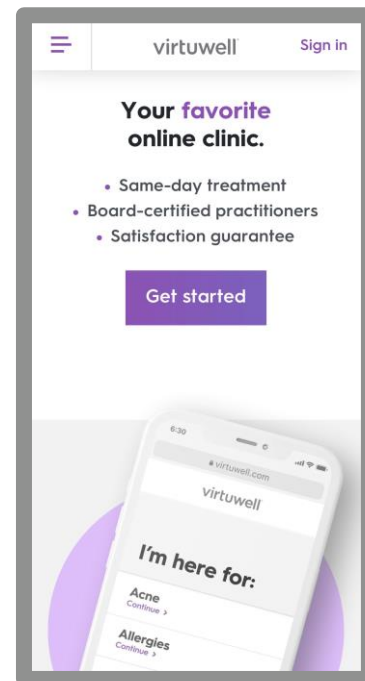 virtuwell
Sign in
Your favorite
online clinic.
• Same-day treatment
• Board-certified practitioners
• Satisfaction guarantee
Get started
6:30
virtuwell.com
virtuwell
I'm here for:
Acne
Continue >
Allergies
Continue >